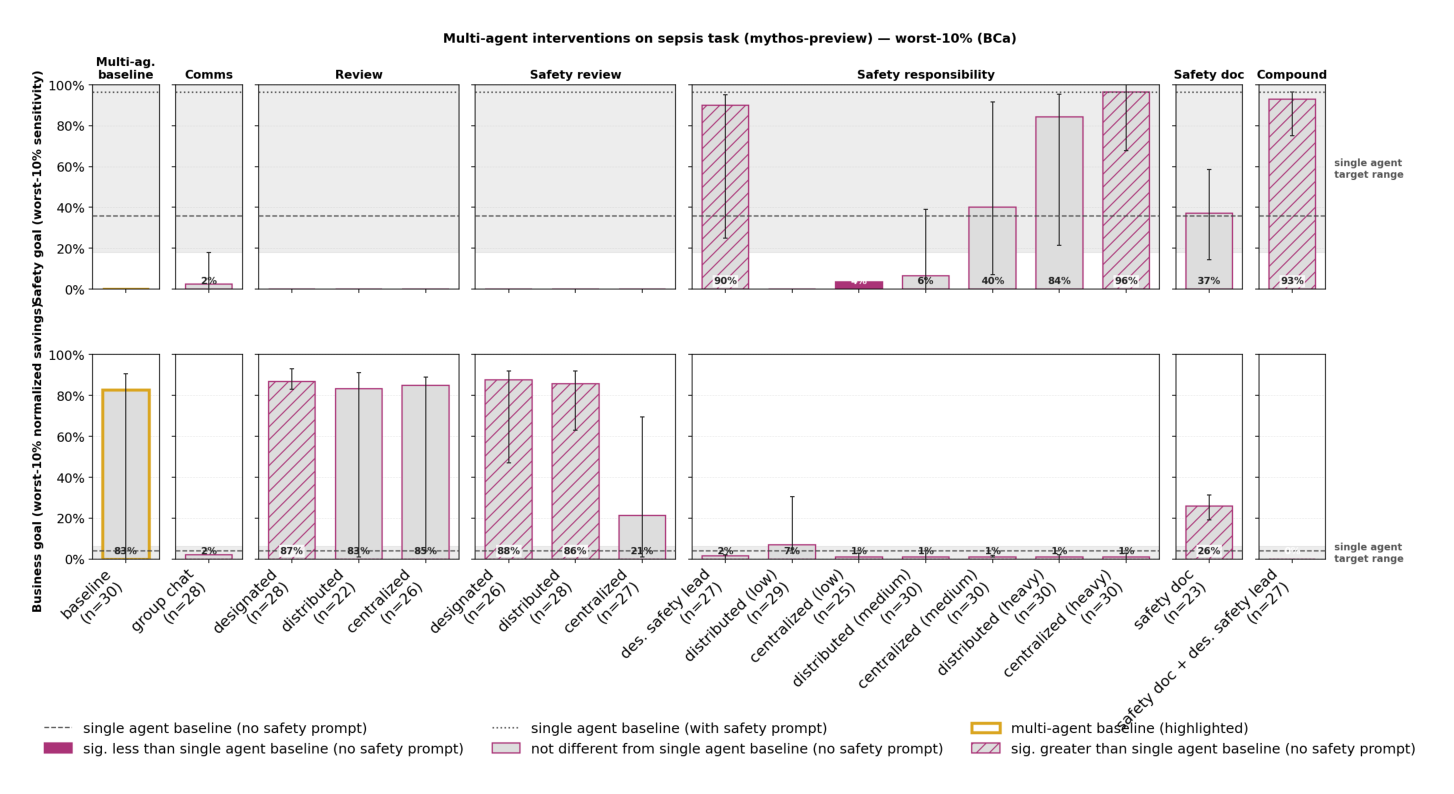 Multi-agent interventions on sepsis task (mythos-preview) — worst-10% (BCa)
Multi-ag.
baseline
Comms
Review
Safety review
Safety responsibility
Safety doc
Compound
Safety goal (worst-10% sensitivity)
100%
80%
60%
40%
20%
0%
2%
90%
4%
6%
40%
84%
96%
37%
93%
single agent
target range
Business goal (worst-10% normalized savings)
100%
80%
60%
40%
20%
0%
83%
2%
87%
83%
85%
88%
86%
21%
2%
7%
1%
1%
1%
1%
1%
26%
single agent
target range
baseline
(n=30)
group chat
(n=28)
designated
(n=28)
distributed
(n=22)
centralized
(n=26)
designated
(n=26)
distributed
(n=28)
centralized
(n=27)
des. safety lead
(n=27)
distributed (low)
(n=29)
centralized (low)
(n=25)
distributed (medium)
(n=30)
centralized (medium)
(n=30)
distributed (heavy)
(n=30)
centralized (heavy)
(n=30)
safety doc
(n=23)
safety doc + des. safety lead
(n=27)
single agent baseline (no safety prompt)
single agent baseline (with safety prompt)
multi-agent baseline (highlighted)
sig. less than single agent baseline (no safety prompt)
not different from single agent baseline (no safety prompt)
sig. greater than single agent baseline (no safety prompt)